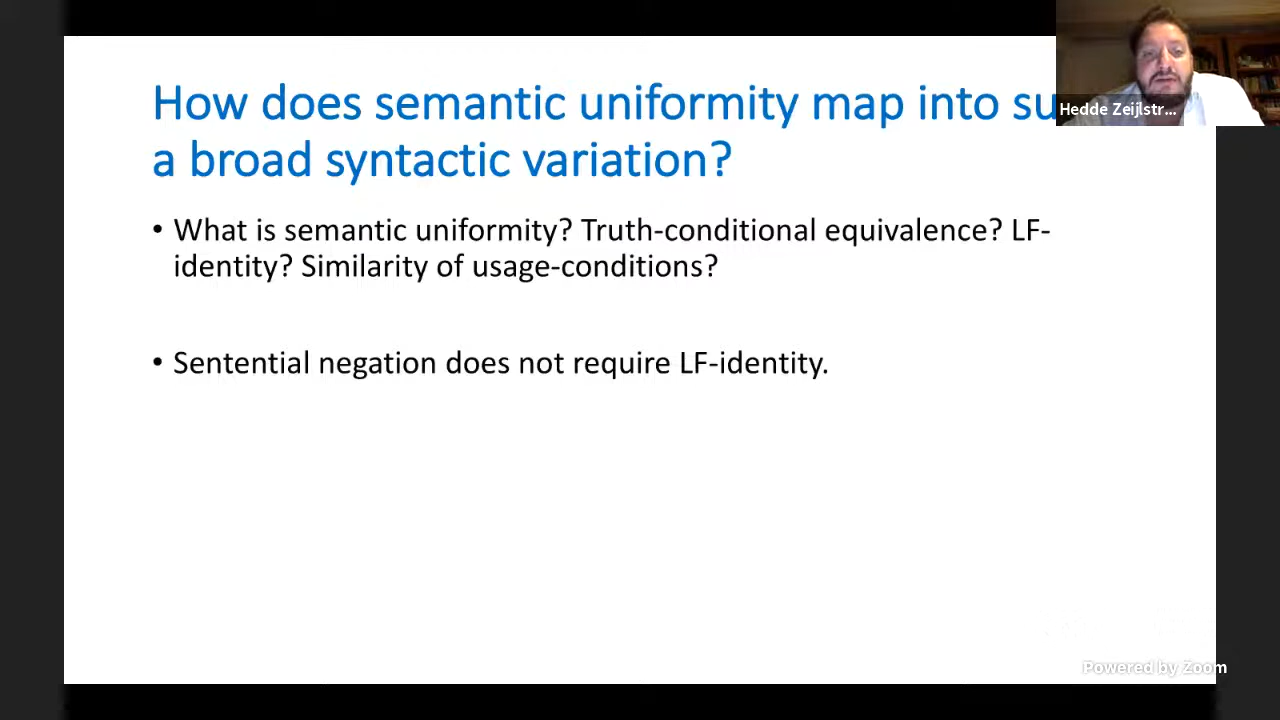 How does semantic uniformity map into su
a broad syntactic variation?
• What is semantic uniformity? Truth-conditional equivalence? LF-
identity? Similarity of usage-conditions?
• Sentential negation does not require LF-identity.
Hedde Zeijlstr...
Powered by Zoom